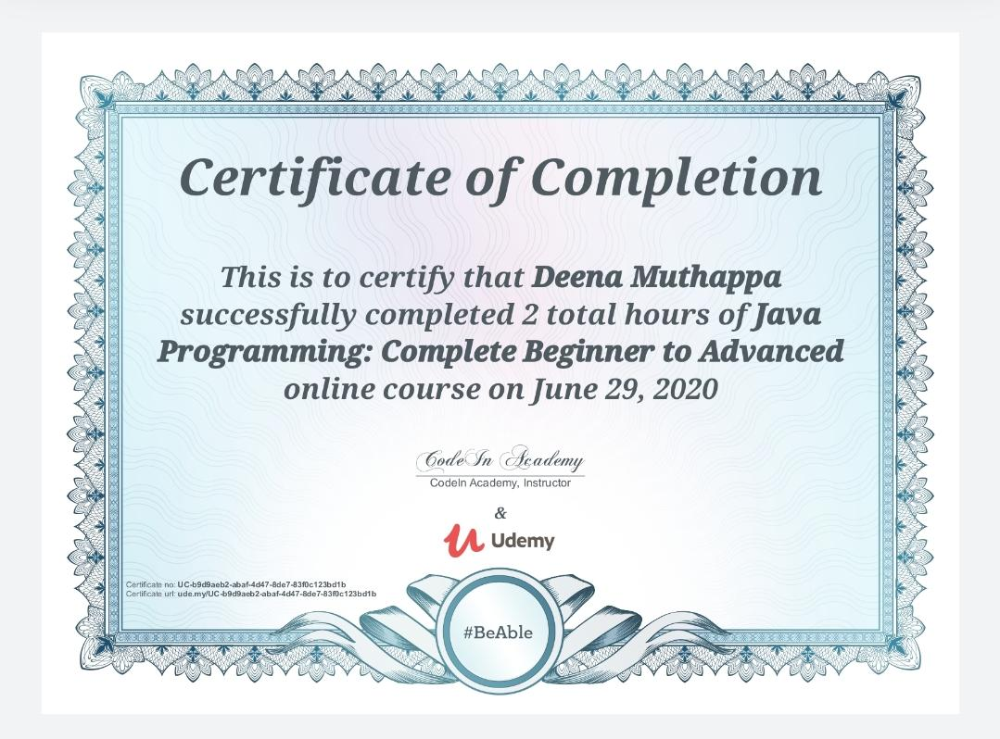 Certificate of Completion
This is to certify that Deena Muthappa
successfully completed 2 total hours of Java
Programming: Complete Beginner to Advanced
online course on June 29, 2020
CodeIn Academy
CodeIn Academy, Instructor
&
Udemy
Certificate no: UC-b9d9aeb2-abaf-4d47-8de7-83f0c123bd1b
Certificate url: ude.my/UC-b9d9aeb2-abaf-4d47-8de7-83f0c123bd1b
#BeAble